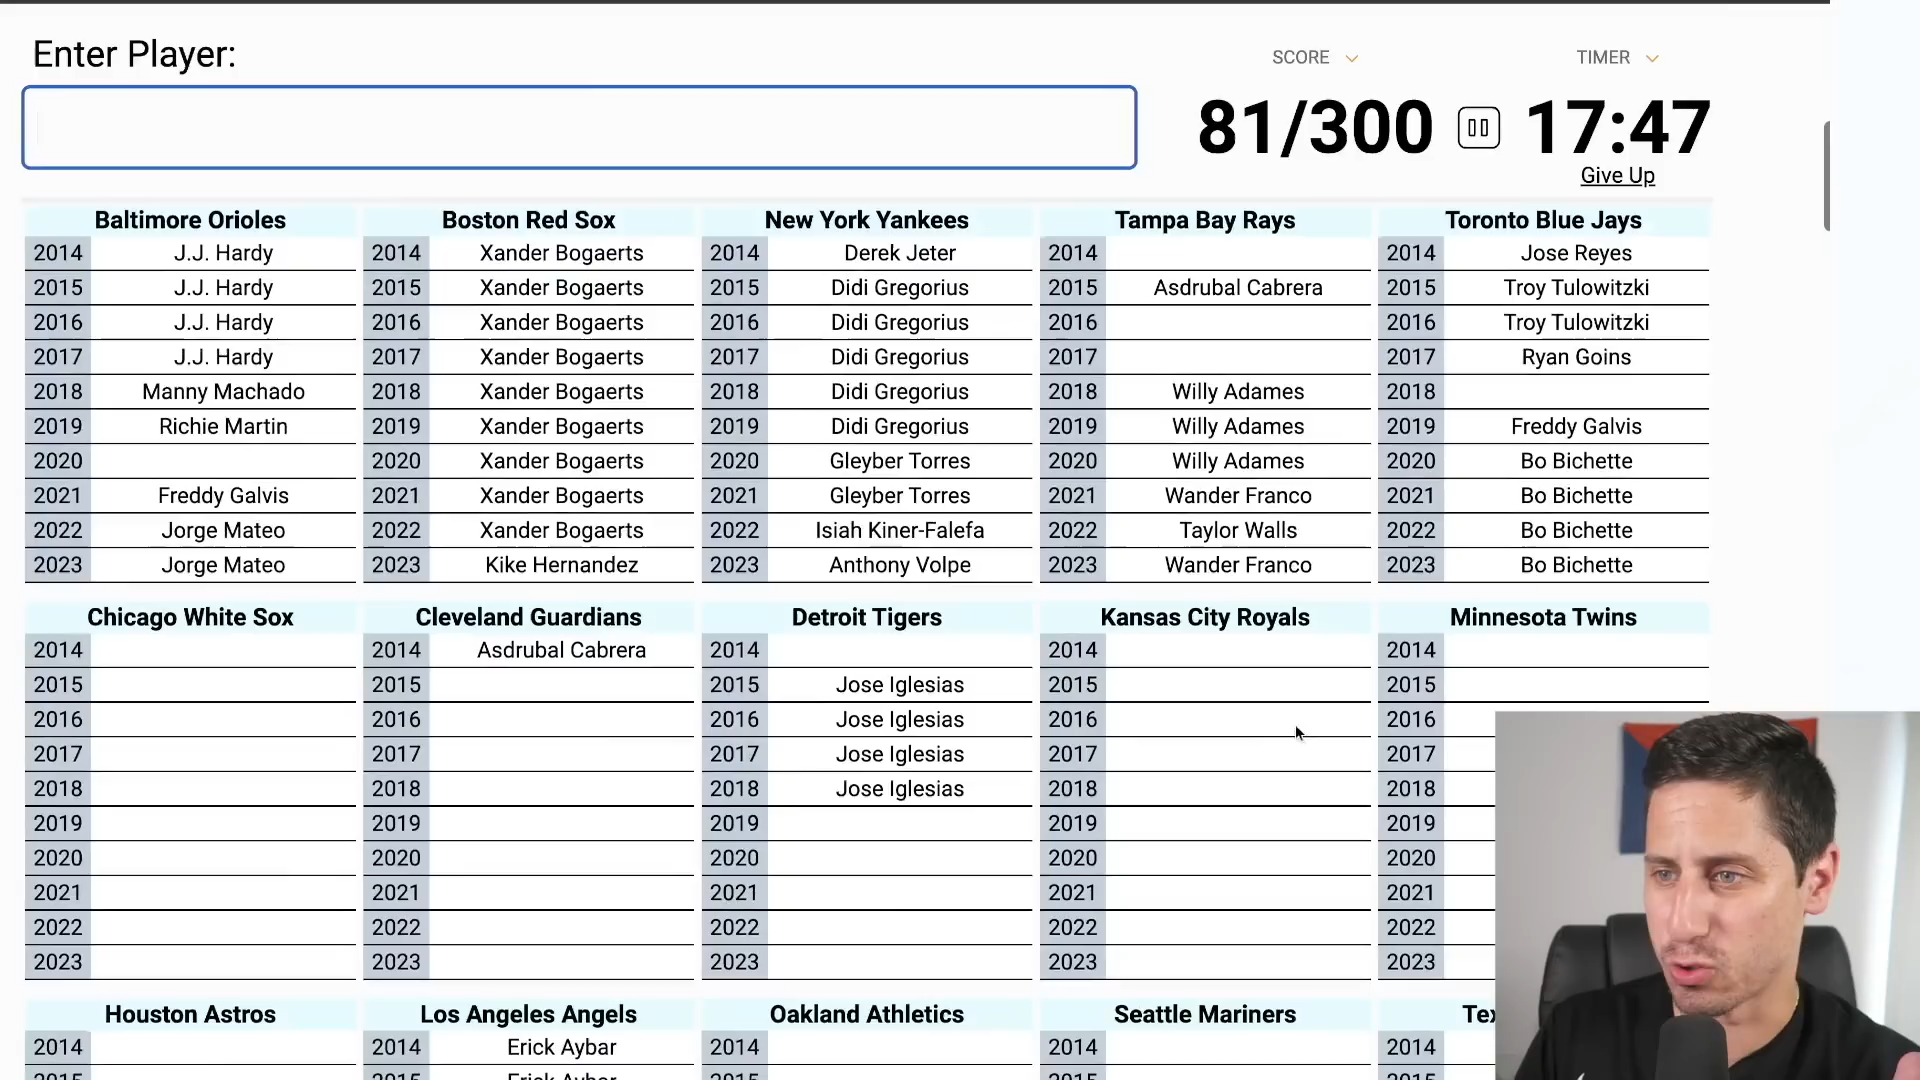 Enter Player:
SCORE
TIMER
81/300
17:47
Give Up
Baltimore Orioles
2014 J.J. Hardy
2015 J.J. Hardy
2016 J.J. Hardy
2017 J.J. Hardy
2018 Manny Machado
2019 Richie Martin
2020
2021 Freddy Galvis
2022 Jorge Mateo
2023 Jorge Mateo
Boston Red Sox
2014 Xander Bogaerts
2015 Xander Bogaerts
2016 Xander Bogaerts
2017 Xander Bogaerts
2018 Xander Bogaerts
2019 Xander Bogaerts
2020 Xander Bogaerts
2021 Xander Bogaerts
2022 Xander Bogaerts
2023 Kike Hernandez
New York Yankees
2014 Derek Jeter
2015 Didi Gregorius
2016 Didi Gregorius
2017 Didi Gregorius
2018 Didi Gregorius
2019 Didi Gregorius
2020 Gleyber Torres
2021 Gleyber Torres
2022 Isiah Kiner-Falefa
2023 Anthony Volpe
Tampa Bay Rays
2014
2015 Asdrubal Cabrera
2016
2017
2018 Willy Adames
2019 Willy Adames
2020 Willy Adames
2021 Wander Franco
2022 Taylor Walls
2023 Wander Franco
Toronto Blue Jays
2014 Jose Reyes
2015 Troy Tulowitzki
2016 Troy Tulowitzki
2017 Ryan Goins
2018
2019 Freddy Galvis
2020 Bo Bichette
2021 Bo Bichette
2022 Bo Bichette
2023 Bo Bichette
Chicago White Sox
2014
2015
2016
2017
2018
2019
2020
2021
2022
2023
Cleveland Guardians
2014 Asdrubal Cabrera
2015
2016
2017
2018
2019
2020
2021
2022
2023
Detroit Tigers
2014
2015 Jose Iglesias
2016 Jose Iglesias
2017 Jose Iglesias
2018 Jose Iglesias
2019
2020
2021
2022
2023
Kansas City Royals
2014
2015
2016
2017
2018
2019
2020
2021
2022
2023
Minnesota Twins
2014
2015
2016
2017
2018
2019
2020
2021
2022
2023
Houston Astros
2014
2015
Los Angeles Angels
2014 Erick Aybar
2015 Erick Aybar
Oakland Athletics
2014
2015
Seattle Mariners
2014
2015
Tex
2014
2015